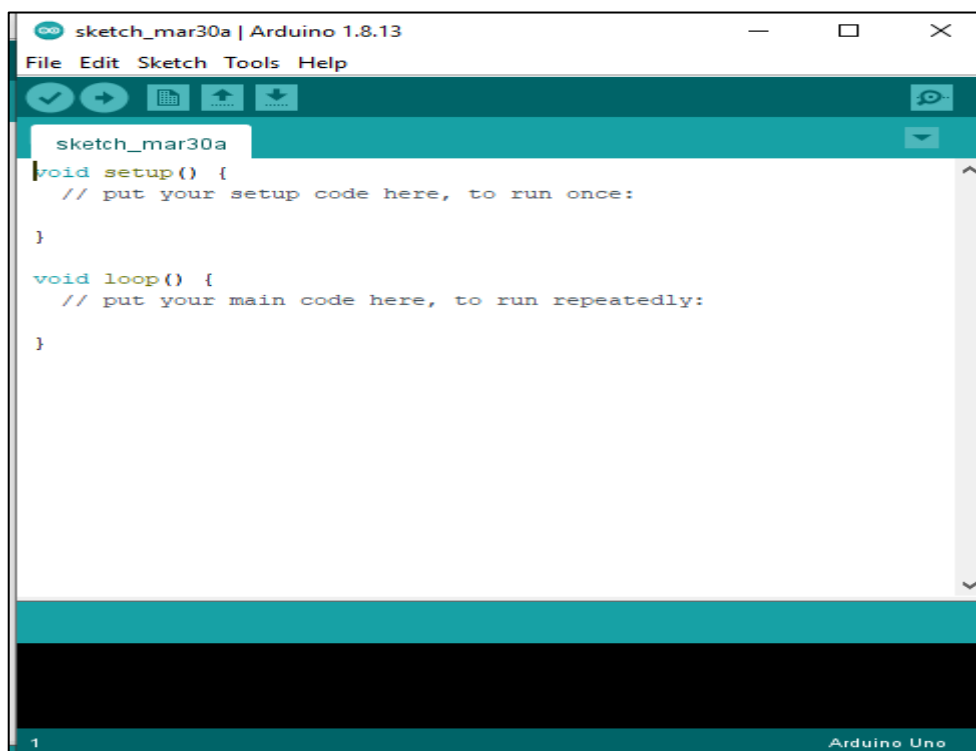 sketch_mar30a | Arduino 1.8.13
File Edit Sketch Tools Help
sketch_mar30a
void setup() {
  // put your setup code here, to run once:
}
void loop() {
  // put your main code here, to run repeatedly:
}
1 Arduino Uno